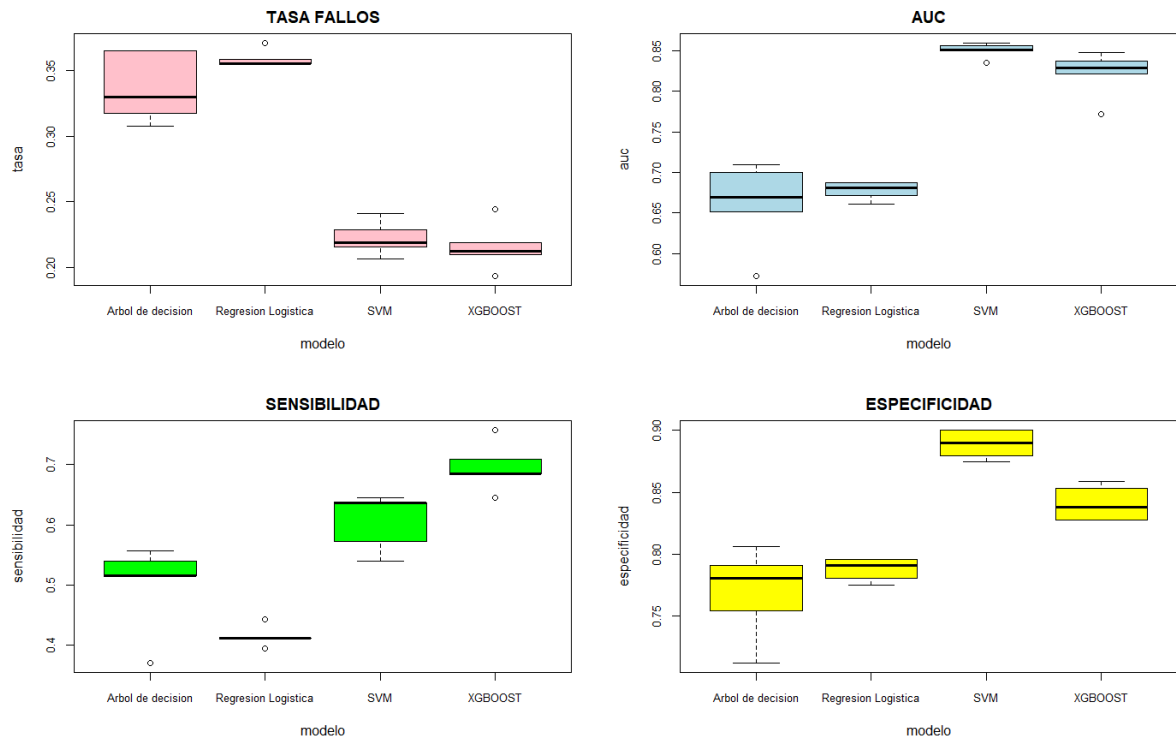 TASA FALLOS
tasa
0.35
0.30
0.25
0.20
Arbol de decision Regresion Logistica SVM XGBOOST
modelo
AUC
auc
0.85
0.80
0.75
0.70
0.65
0.60
Arbol de decision Regresion Logistica SVM XGBOOST
modelo
SENSIBILIDAD
sensibilidad
0.7
0.6
0.5
0.4
Arbol de decision Regresion Logistica SVM XGBOOST
modelo
ESPECIFICIDAD
especificidad
0.90
0.85
0.80
0.75
Arbol de decision Regresion Logistica SVM XGBOOST
modelo